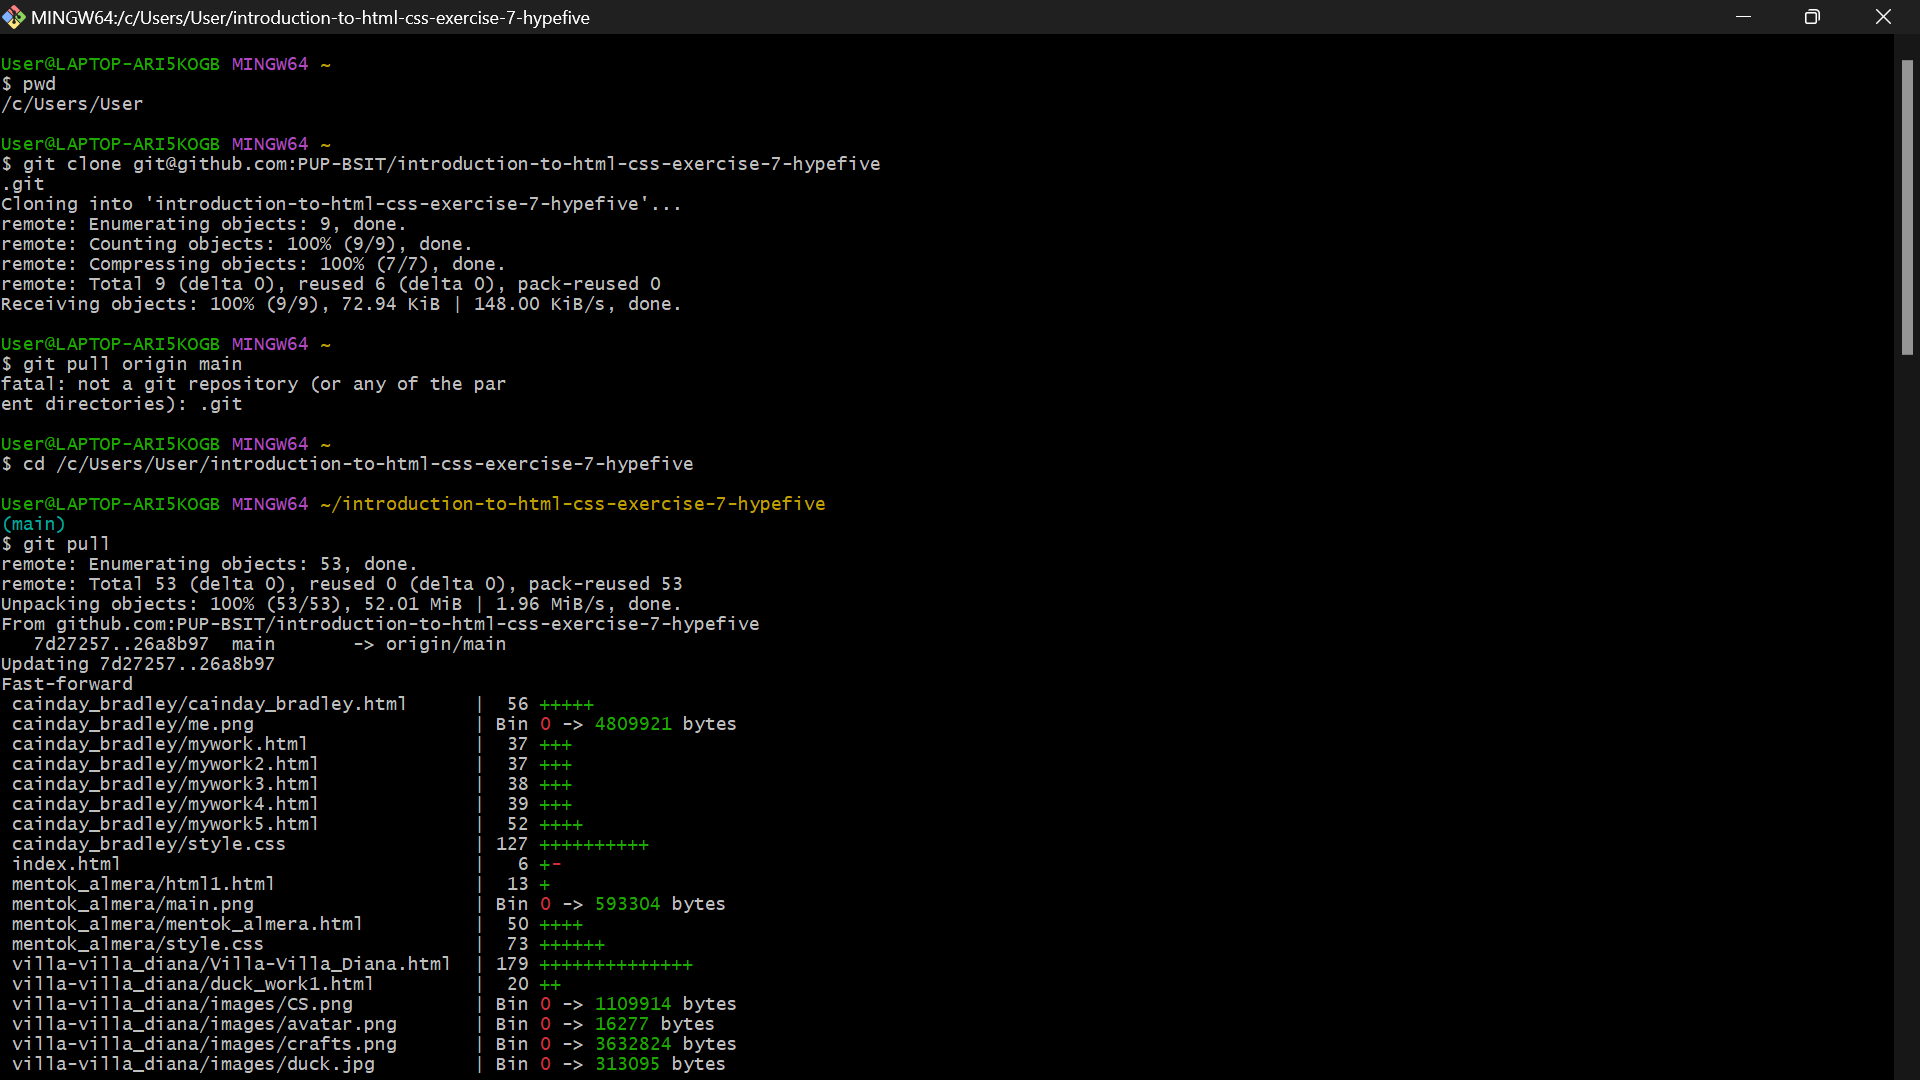 MINGW64:/c/Users/User/introduction-to-html-css-exercise-7-hypefive
User@LAPTOP-ARI5KOGB MINGW64 ~
$ pwd
/c/Users/User
User@LAPTOP-ARI5KOGB MINGW64 ~
$ git clone git@github.com:PUP-BSIT/introduction-to-html-css-exercise-7-hypefive
.git
Cloning into 'introduction-to-html-css-exercise-7-hypefive'...
remote: Enumerating objects: 9, done.
remote: Counting objects: 100% (9/9), done.
remote: Compressing objects: 100% (7/7), done.
remote: Total 9 (delta 0), reused 6 (delta 0), pack-reused 0
Receiving objects: 100% (9/9), 72.94 KiB | 148.00 KiB/s, done.
User@LAPTOP-ARI5KOGB MINGW64 ~
$ git pull origin main
fatal: not a git repository (or any of the par
ent directories): .git
User@LAPTOP-ARI5KOGB MINGW64 ~
$ cd /c/Users/User/introduction-to-html-css-exercise-7-hypefive
User@LAPTOP-ARI5KOGB MINGW64 ~/introduction-to-html-css-exercise-7-hypefive
(main)
$ git pull
remote: Enumerating objects: 53, done.
remote: Total 53 (delta 0), reused 0 (delta 0), pack-reused 53
Unpacking objects: 100% (53/53), 52.01 MiB | 1.96 MiB/s, done.
From github.com:PUP-BSIT/introduction-to-html-css-exercise-7-hypefive
   7d27257..26a8b97  main       -> origin/main
Updating 7d27257..26a8b97
Fast-forward
 cainday_bradley/cainday_bradley.html      |  56 +++++
 cainday_bradley/me.png                    | Bin 0 -> 4809921 bytes
 cainday_bradley/mywork.html               |  37 +++
 cainday_bradley/mywork2.html              |  37 +++
 cainday_bradley/mywork3.html              |  38 +++
 cainday_bradley/mywork4.html              |  39 +++
 cainday_bradley/mywork5.html              |  52 ++++
 cainday_bradley/style.css                 | 127 ++++++++++
 index.html                                |   6 +-
 mentok_almera/html1.html                  |  13 +
 mentok_almera/main.png                    | Bin 0 -> 593304 bytes
 mentok_almera/mentok_almera.html          |  50 ++++
 mentok_almera/style.css                   |  73 ++++++
 villa-villa_diana/Villa-Villa_Diana.html  | 179 ++++++++++++++
 villa-villa_diana/duck_work1.html         |  20 ++
 villa-villa_diana/images/CS.png           | Bin 0 -> 1109914 bytes
 villa-villa_diana/images/avatar.png       | Bin 0 -> 16277 bytes
 villa-villa_diana/images/crafts.png       | Bin 0 -> 3632824 bytes
 villa-villa_diana/images/duck.jpg         | Bin 0 -> 313095 bytes